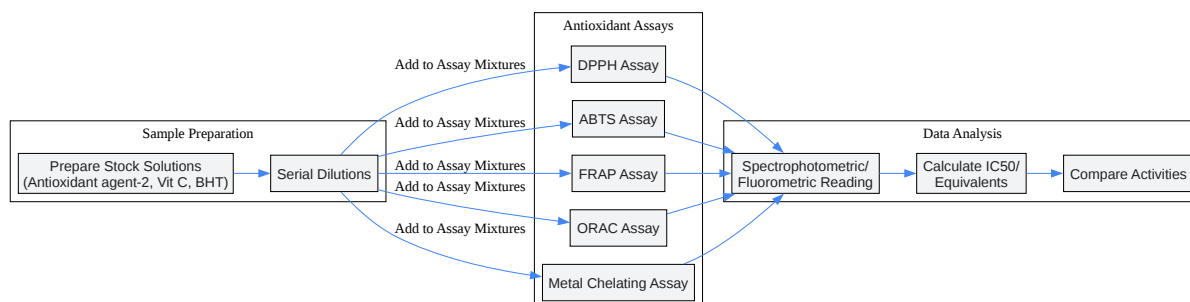 Sample Preparation
Prepare Stock Solutions
(Antioxidant agent-2, Vit C, BHT)
Serial Dilutions
Add to Assay Mixtures
Add to Assay Mixtures
Add to Assay Mixtures
Add to Assay Mixtures
Add to Assay Mixtures
Antioxidant Assays
DPPH Assay
ABTS Assay
FRAP Assay
ORAC Assay
Metal Chelating Assay
Data Analysis
Spectrophotometric/
Fluorometric Reading
Calculate IC50/
Equivalents
Compare Activities